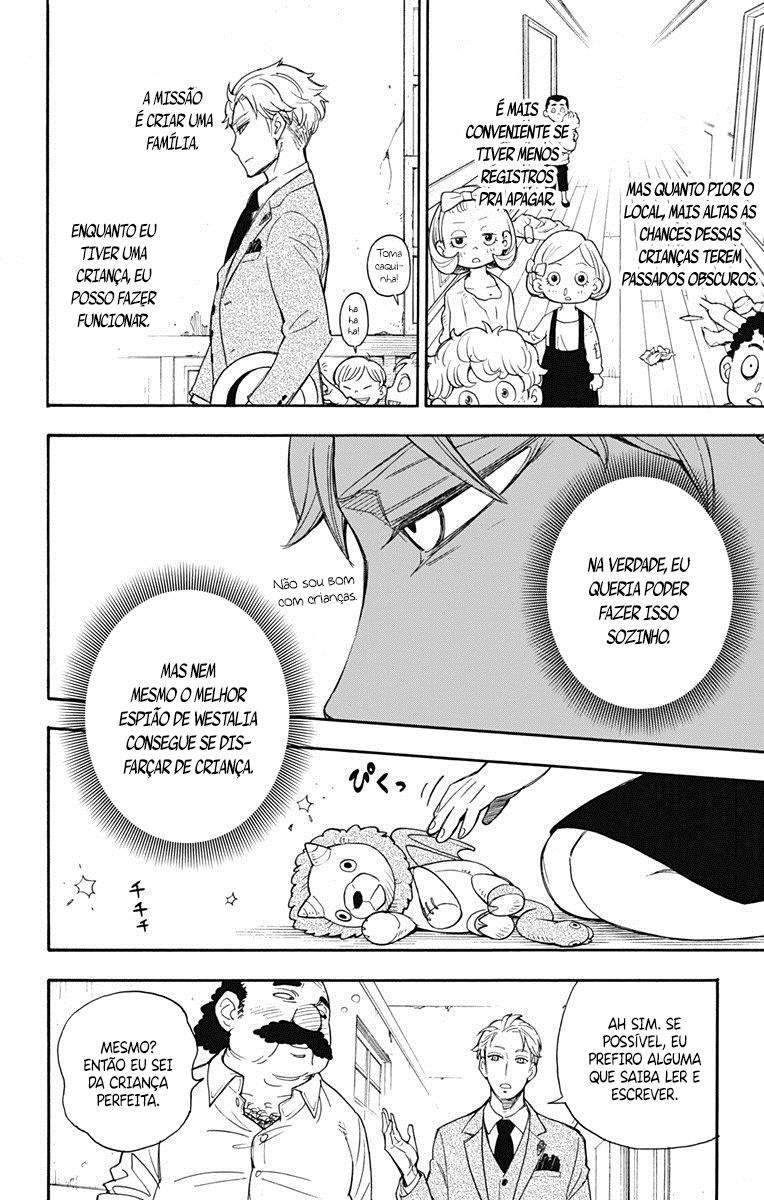 É MAIS
CONVENIENTE SE
TIVER MENOS
REGISTROS
PRA APAGAR.
MAS QUANTO PIOR O
LOCAL, MAIS ALTAS AS
CHANCES DESSAS
CRIANÇAS TEREM
PASSADOS OBSCUROS.
A MISSÃO
É CRIAR UMA
FAMÍLIA.
ENQUANTO EU
TIVER UMA
CRIANÇA, EU
POSSO FAZER
FUNCIONAR.
Toma
caqui-
nha!
ha
ha
ha!
NA VERDADE, EU
QUERIA PODER
FAZER ISSO
SOZINHO.
Não sou bom
com crianças.
MAS NEM
MESMO O MELHOR
ESPIÃO DE WESTALIA
CONSEGUE SE DIS-
FARÇAR DE CRIANÇA.
ぴくっ
チチチ
AH SIM. SE
POSSÍVEL, EU
PREFIRO ALGUMA
QUE SAIBA LER E
ESCREVER.
MESMO?
ENTÃO EU SEI
DA CRIANÇA
PERFEITA.